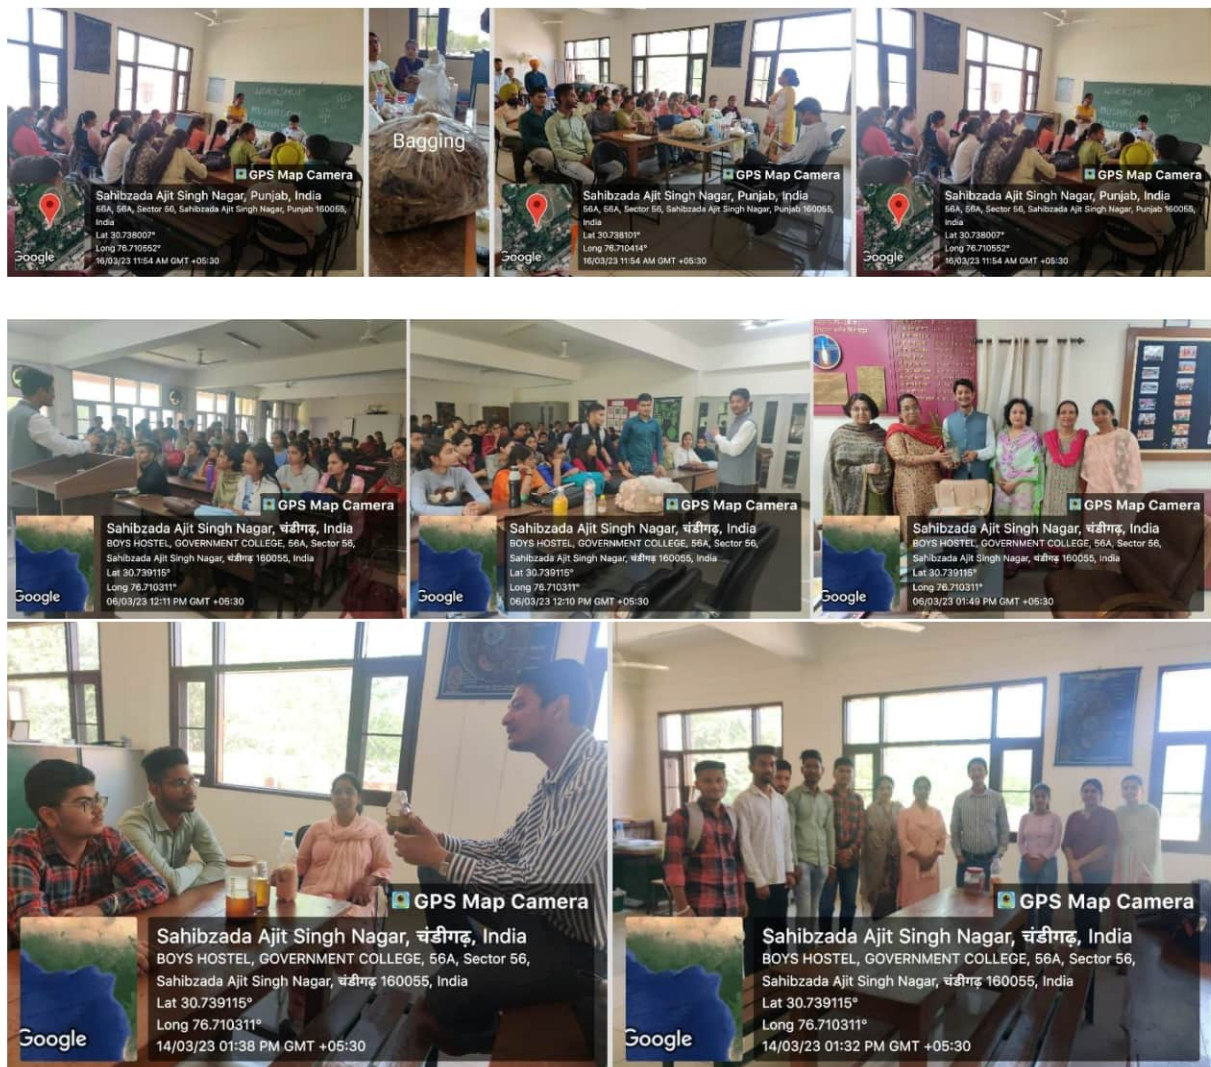 WORKSHOP
ON
MUSHROOM
GPS Map Camera
Sahibzada Ajit Singh Nagar, Punjab, India
56A, 56A, Sector 56, Sahibzada Ajit Singh Nagar, Punjab 160055,
India
Lat 30.738007°
Long 76.710552°
16/03/23 11:54 AM GMT +05:30
Google
Bagging
GPS Map Camera
Sahibzada Ajit Singh Nagar, Punjab, India
56A, 56A, Sector 56, Sahibzada Ajit Singh Nagar, Punjab 160055,
India
Lat 30.738101°
Long 76.710414°
16/03/23 11:54 AM GMT +05:30
Google
WORKSHOP
ON
MUSHROOM
GPS Map Camera
Sahibzada Ajit Singh Nagar, Punjab, India
56A, 56A, Sector 56, Sahibzada Ajit Singh Nagar, Punjab 160055,
India
Lat 30.738007°
Long 76.710552°
16/03/23 11:54 AM GMT +05:30
Google
GPS Map Camera
Sahibzada Ajit Singh Nagar, चंडीगढ़, India
BOYS HOSTEL, GOVERNMENT COLLEGE, 56A, Sector 56,
Sahibzada Ajit Singh Nagar, चंडीगढ़ 160055, India
Lat 30.739115°
Long 76.710311°
06/03/23 12:11 PM GMT +05:30
Google
GPS Map Camera
Sahibzada Ajit Singh Nagar, चंडीगढ़, India
BOYS HOSTEL, GOVERNMENT COLLEGE, 56A, Sector 56,
Sahibzada Ajit Singh Nagar, चंडीगढ़ 160055, India
Lat 30.739115°
Long 76.710311°
06/03/23 12:10 PM GMT +05:30
Google
GPS Map Camera
Sahibzada Ajit Singh Nagar, चंडीगढ़, India
BOYS HOSTEL, GOVERNMENT COLLEGE, 56A, Sector 56,
Sahibzada Ajit Singh Nagar, चंडीगढ़ 160055, India
Lat 30.739115°
Long 76.710311°
06/03/23 01:49 PM GMT +05:30
Google
GPS Map Camera
Sahibzada Ajit Singh Nagar, चंडीगढ़, India
BOYS HOSTEL, GOVERNMENT COLLEGE, 56A, Sector 56,
Sahibzada Ajit Singh Nagar, चंडीगढ़ 160055, India
Lat 30.739115°
Long 76.710311°
14/03/23 01:38 PM GMT +05:30
Google
GPS Map Camera
Sahibzada Ajit Singh Nagar, चंडीगढ़, India
BOYS HOSTEL, GOVERNMENT COLLEGE, 56A, Sector 56,
Sahibzada Ajit Singh Nagar, चंडीगढ़ 160055, India
Lat 30.739115°
Long 76.710311°
14/03/23 01:32 PM GMT +05:30
Google